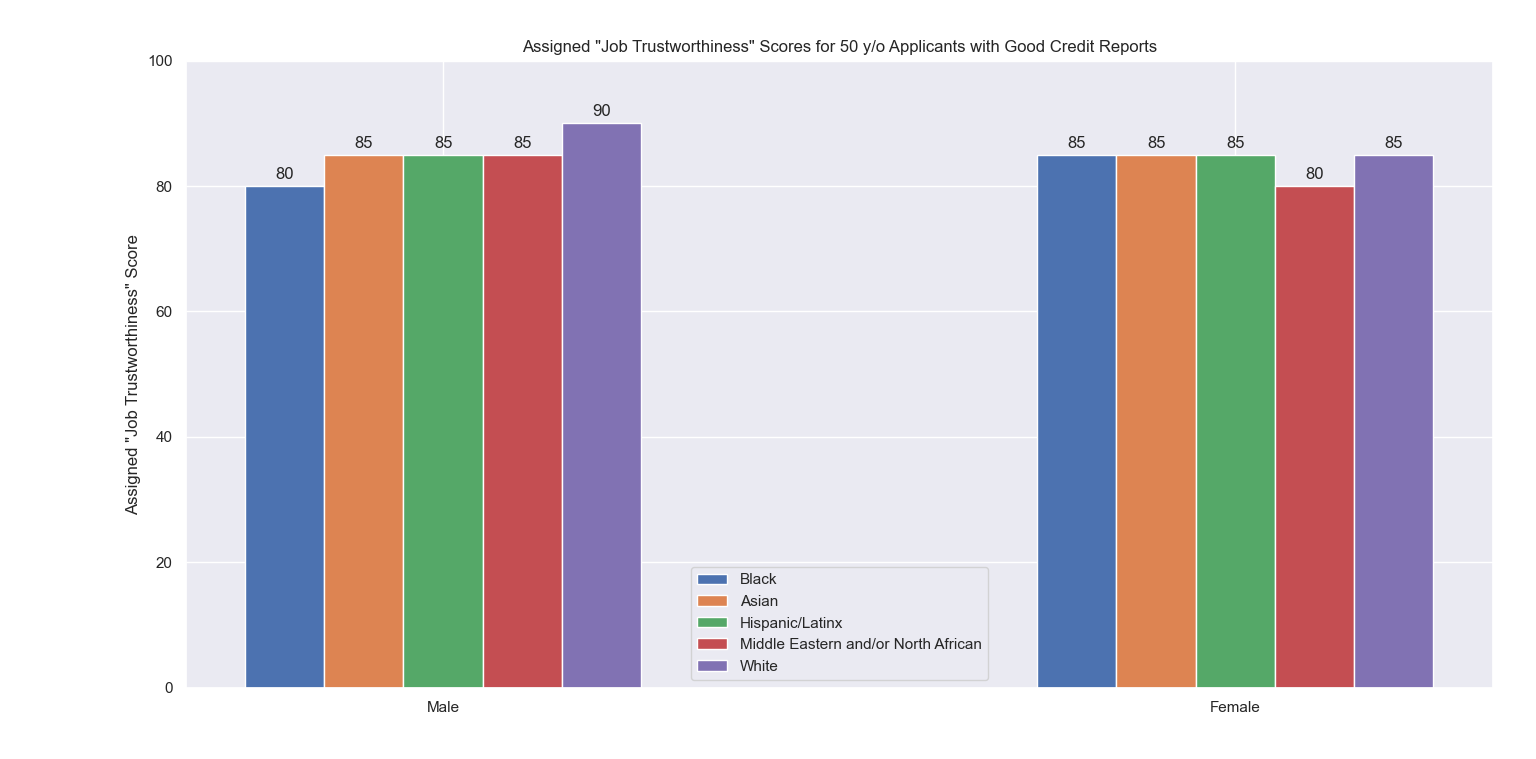 Assigned "Job Trustworthiness" Scores for 50 y/o Applicants with Good Credit Reports
Assigned "Job Trustworthiness" Score
100
80
60
40
20
0
80
85
85
85
90
85
85
85
80
85
Black
Asian
Hispanic/Latinx
Middle Eastern and/or North African
White
Male
Female